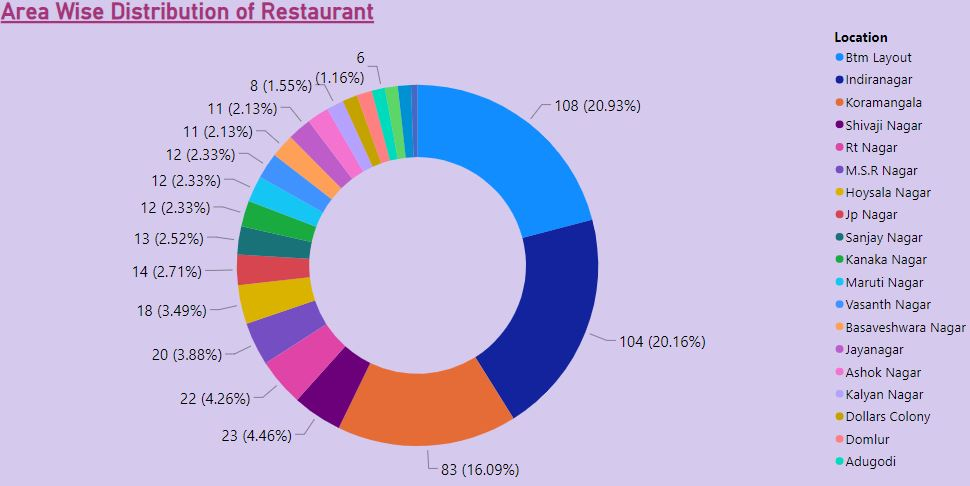 Area Wise Distribution of Restaurant
Location
Btm Layout
Indiranagar
Koramangala
Shivaji Nagar
Rt Nagar
M.S.R Nagar
Hoysala Nagar
Jp Nagar
Sanjay Nagar
Kanaka Nagar
Maruti Nagar
Vasanth Nagar
Basaveshwara Nagar
Jayanagar
Ashok Nagar
Kalyan Nagar
Dollars Colony
Domlur
Adugodi
108 (20.93%)
104 (20.16%)
83 (16.09%)
23 (4.46%)
22 (4.26%)
20 (3.88%)
18 (3.49%)
14 (2.71%)
13 (2.52%)
12 (2.33%)
12 (2.33%)
12 (2.33%)
11 (2.13%)
11 (2.13%)
8 (1.55%)
6
(1.16%)